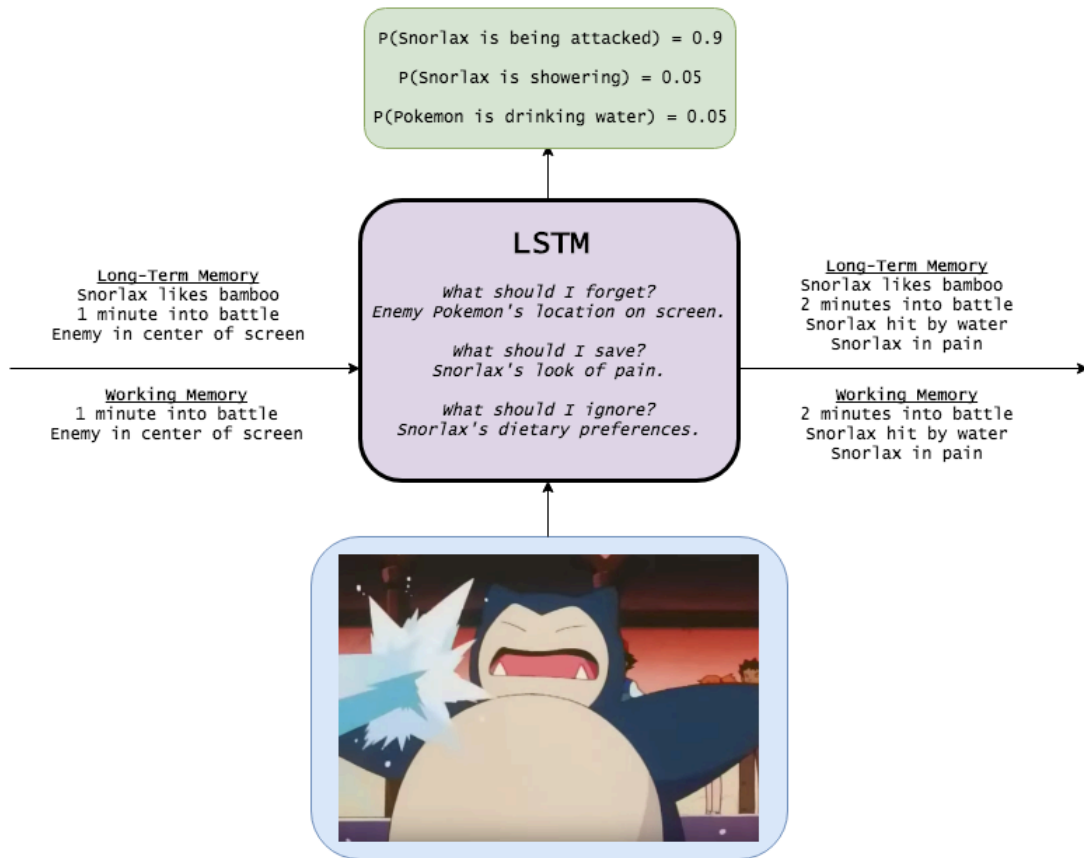 P(Snorlax is being attacked) = 0.9
P(Snorlax is showering) = 0.05
P(Pokemon is drinking water) = 0.05
LSTM
What should I forget?
Enemy Pokemon's location on screen.
What should I save?
Snorlax's look of pain.
What should I ignore?
Snorlax's dietary preferences.
Long-Term Memory
Snorlax likes bamboo
1 minute into battle
Enemy in center of screen
Working Memory
1 minute into battle
Enemy in center of screen
Long-Term Memory
Snorlax likes bamboo
2 minutes into battle
Snorlax hit by water
Snorlax in pain
Working Memory
2 minutes into battle
Snorlax hit by water
Snorlax in pain